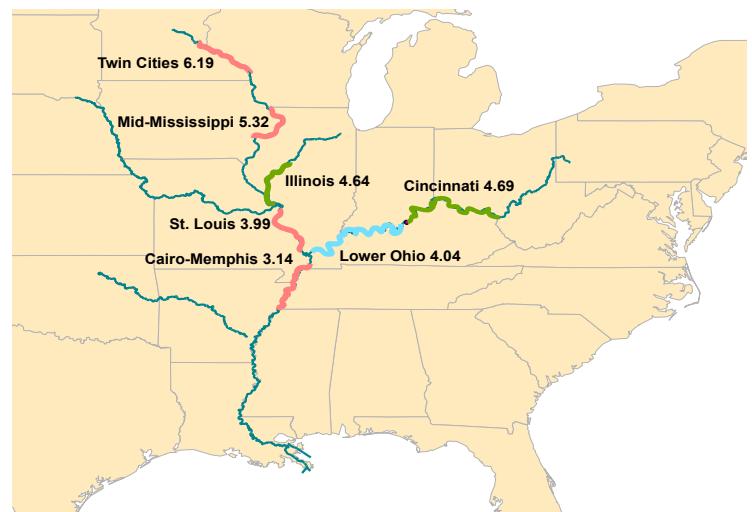 Twin Cities 6.19
Mid-Mississippi 5.32
Illinois 4.64
Cincinnati 4.69
St. Louis 3.99
Cairo-Memphis 3.14
Lower Ohio 4.04